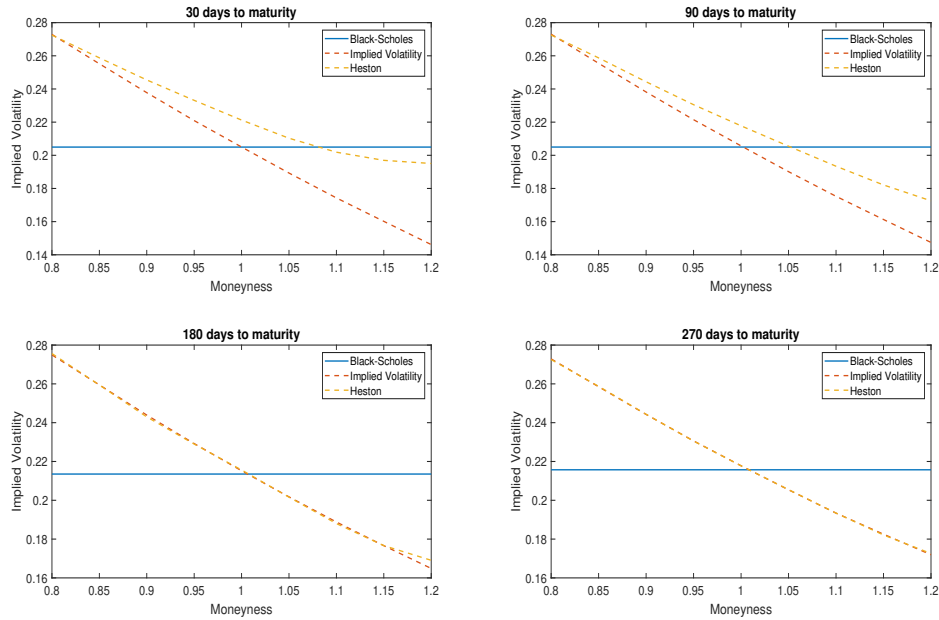 30 days to maturity
0.28
0.26
0.24
0.22
0.2
0.18
0.16
0.14
Implied Volatility
Black-Scholes
Implied Volatility
Heston
0.8 0.85 0.9 0.95 1 1.05 1.1 1.15 1.2
Moneyness
90 days to maturity
0.28
0.26
0.24
0.22
0.2
0.18
0.16
0.14
Implied Volatility
Black-Scholes
Implied Volatility
Heston
0.8 0.85 0.9 0.95 1 1.05 1.1 1.15 1.2
Moneyness
180 days to maturity
0.28
0.26
0.24
0.22
0.2
0.18
0.16
Implied Volatility
Black-Scholes
Implied Volatility
Heston
0.8 0.85 0.9 0.95 1 1.05 1.1 1.15 1.2
Moneyness
270 days to maturity
0.28
0.26
0.24
0.22
0.2
0.18
0.16
Implied Volatility
Black-Scholes
Implied Volatility
Heston
0.8 0.85 0.9 0.95 1 1.05 1.1 1.15 1.2
Moneyness